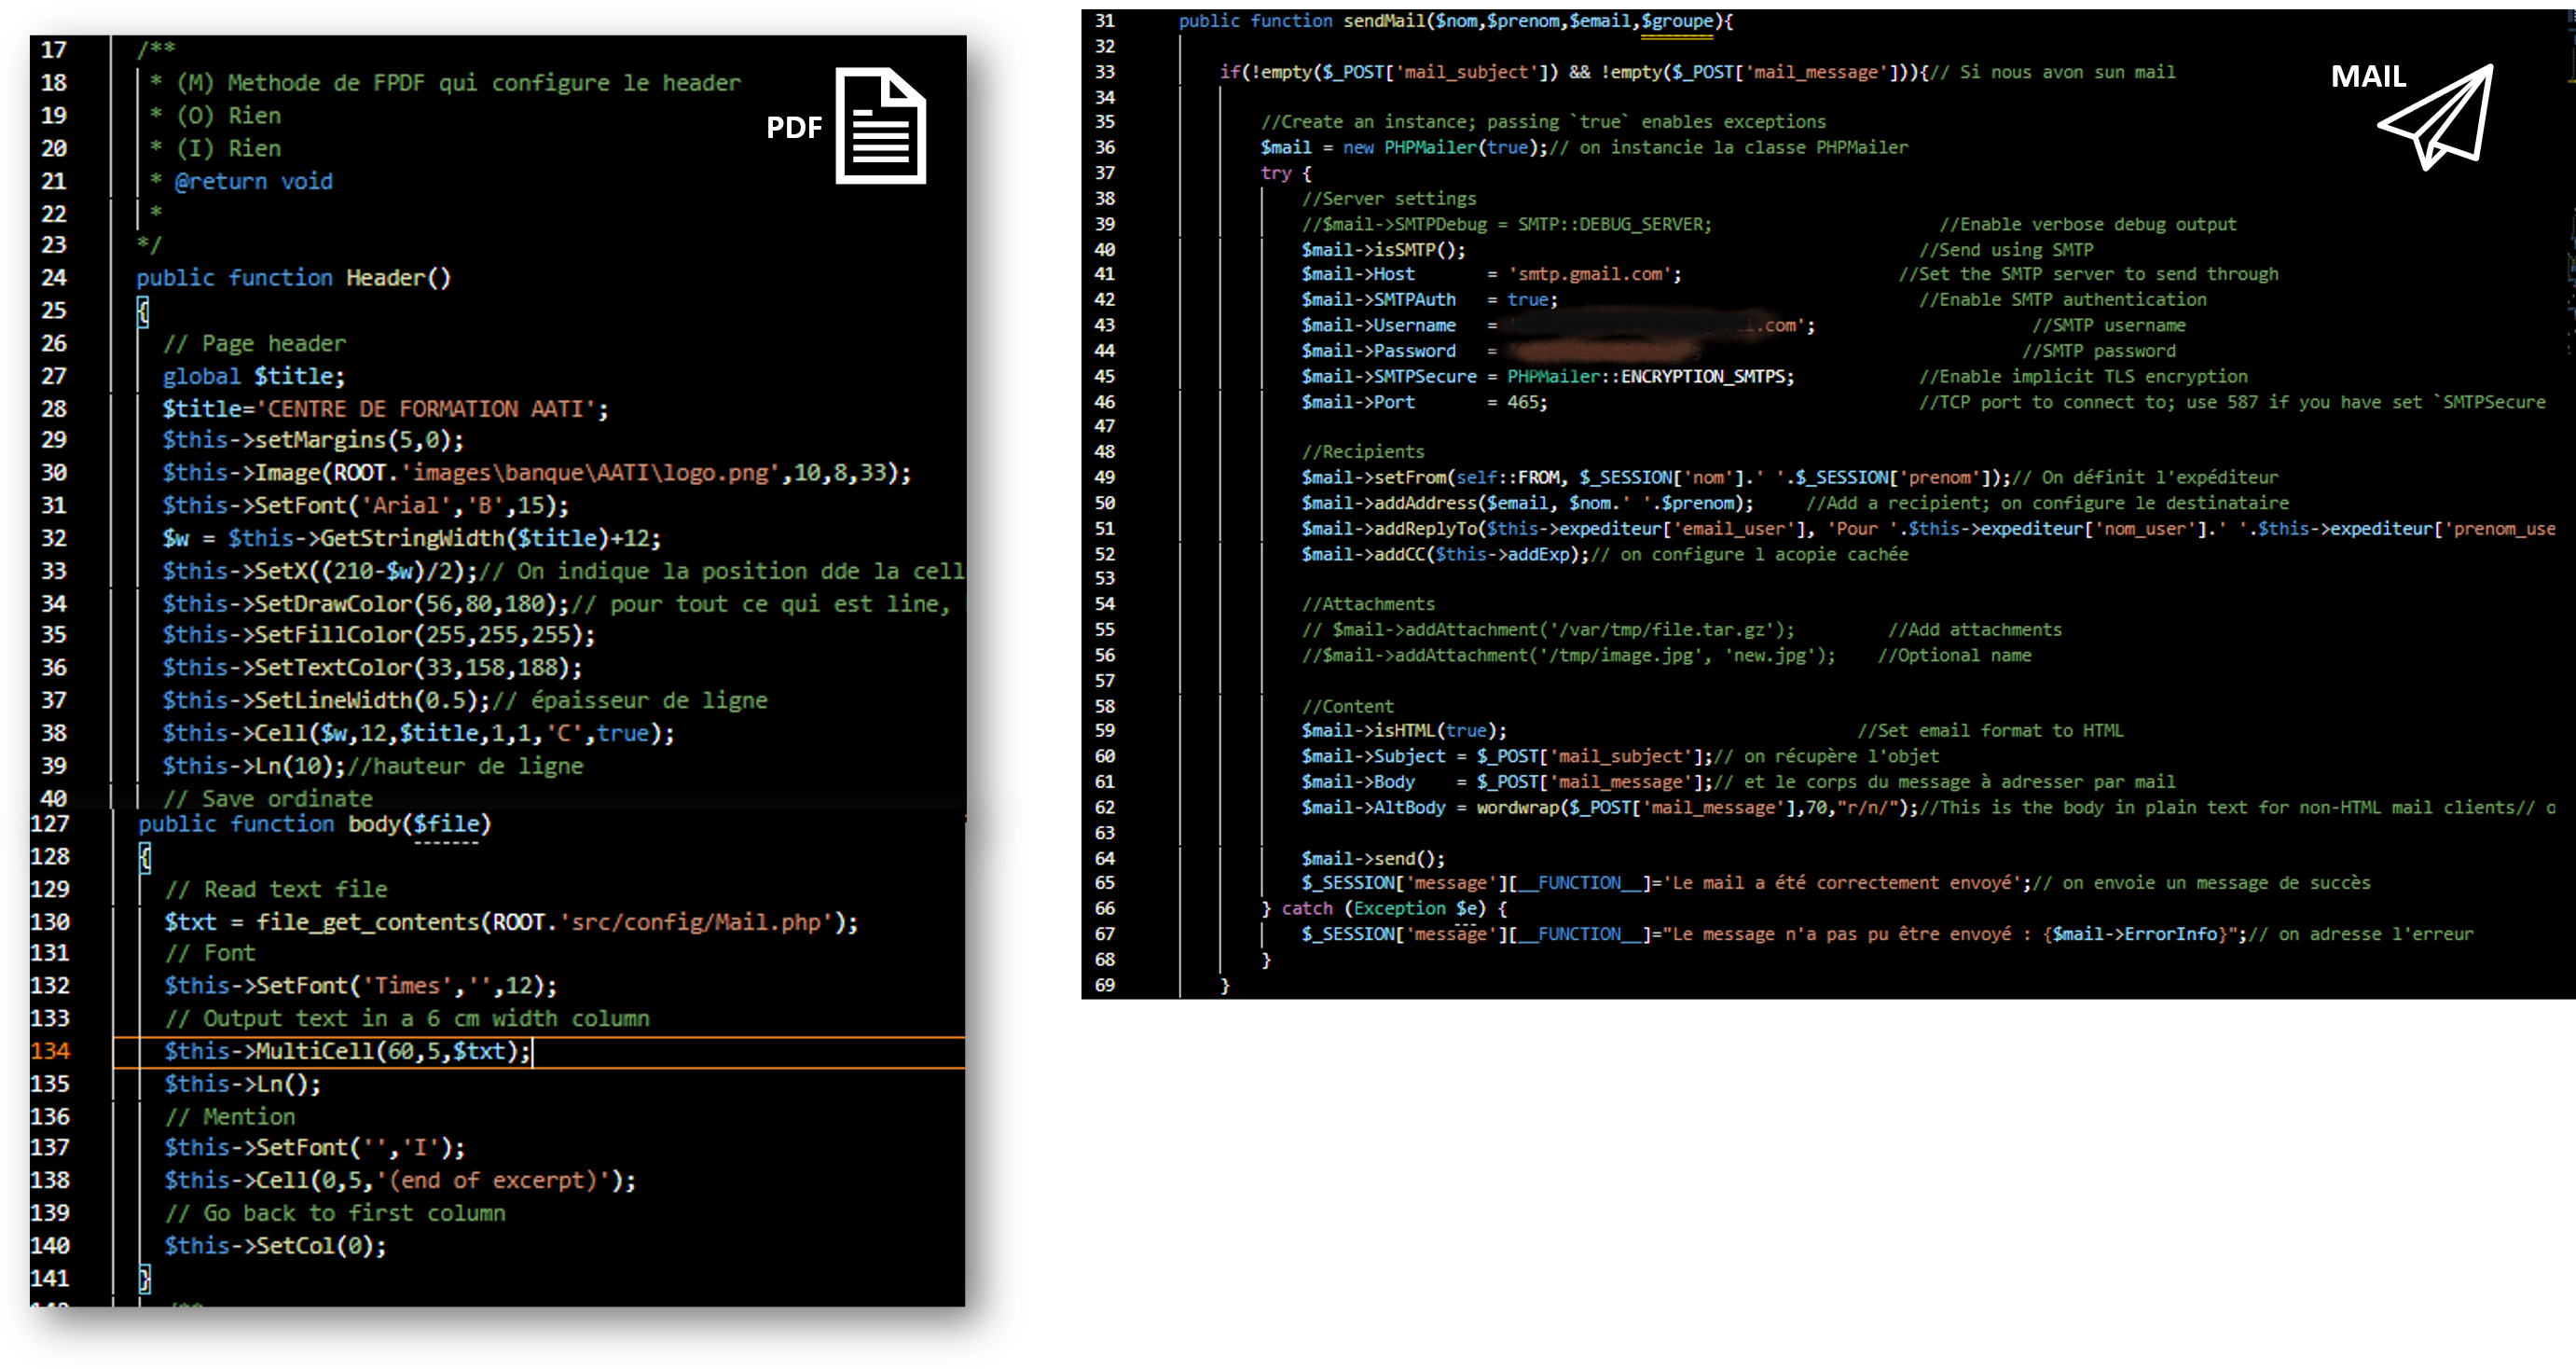 17 /**
18 * (M) Methode de FPDF qui configure le header
19 * (O) Rien
20 * (I) Rien
21 * @return void
22 *
23 */
24 public function Header()
25 {
26 // Page header
27 global $title;
28 $title='CENTRE DE FORMATION AATI';
29 $this->setMargins(5,0);
30 $this->Image(ROOT.'images\banque\AATI\logo.png',10,8,33);
31 $this->SetFont('Arial','B',15);
32 $w = $this->GetStringWidth($title)+12;
33 $this->SetX((210-$w)/2);// On indique la position dde la cell
34 $this->SetDrawColor(56,80,180);// pour tout ce qui est line,
35 $this->SetFillColor(255,255,255);
36 $this->SetTextColor(33,158,188);
37 $this->SetLineWidth(0.5);// épaisseur de ligne
38 $this->Cell($w,12,$title,1,1,'C',true);
39 $this->Ln(10);//hauteur de ligne
40 // Save ordinate
127 public function body($file)
128 {
129 // Read text file
130 $txt = file_get_contents(ROOT.'src/config/Mail.php');
131 // Font
132 $this->SetFont('Times','',12);
133 // Output text in a 6 cm width column
134 $this->MultiCell(60,5,$txt);
135 $this->Ln();
136 // Mention
137 $this->SetFont('','I');
138 $this->Cell(0,5,'(end of excerpt)');
139 // Go back to first column
140 $this->SetCol(0);
141 }
PDF
31 public function sendMail($nom,$prenom,$email,$groupe){
32
33 if(!empty($_POST['mail_subject']) && !empty($_POST['mail_message'])){// Si nous avon sun mail
34
35 //Create an instance; passing `true` enables exceptions
36 $mail = new PHPMailer(true);// on instancie la classe PHPMailer
37 try {
38 //Server settings
39 //$mail->SMTPDebug = SMTP::DEBUG_SERVER; //Enable verbose debug output
40 $mail->isSMTP(); //Send using SMTP
41 $mail->Host = 'smtp.gmail.com'; //Set the SMTP server to send through
42 $mail->SMTPAuth = true; //Enable SMTP authentication
43 $mail->Username = .com'; //SMTP username
44 $mail->Password = //SMTP password
45 $mail->SMTPSecure = PHPMailer::ENCRYPTION_SMTPS; //Enable implicit TLS encryption
46 $mail->Port = 465; //TCP port to connect to; use 587 if you have set `SMTPSecure
47
48 //Recipients
49 $mail->setFrom(self::FROM, $_SESSION['nom'].' '.$_SESSION['prenom']);// On définit l'expéditeur
50 $mail->addAddress($email, $nom.' '.$prenom); //Add a recipient; on configure le destinataire
51 $mail->addReplyTo($this->expediteur['email_user'], 'Pour '.$this->expediteur['nom_user'].' '.$this->expediteur['prenom_use
52 $mail->addCC($this->addExp);// on configure l acopie cachée
53
54 //Attachments
55 // $mail->addAttachment('/var/tmp/file.tar.gz'); //Add attachments
56 //$mail->addAttachment('/tmp/image.jpg', 'new.jpg'); //Optional name
57
58 //Content
59 $mail->isHTML(true); //Set email format to HTML
60 $mail->Subject = $_POST['mail_subject'];// on récupère l'objet
61 $mail->Body = $_POST['mail_message'];// et le corps du message à adresser par mail
62 $mail->AltBody = wordwrap($_POST['mail_message'],70,"r/n/");//This is the body in plain text for non-HTML mail clients// o
63
64 $mail->send();
65 $_SESSION['message'][__FUNCTION__]='Le mail a été correctement envoyé';// on envoie un message de succès
66 } catch (Exception $e) {
67 $_SESSION['message'][__FUNCTION__]="Le message n'a pas pu être envoyé : {$mail->ErrorInfo}";// on adresse l'erreur
68 }
69 }
MAIL